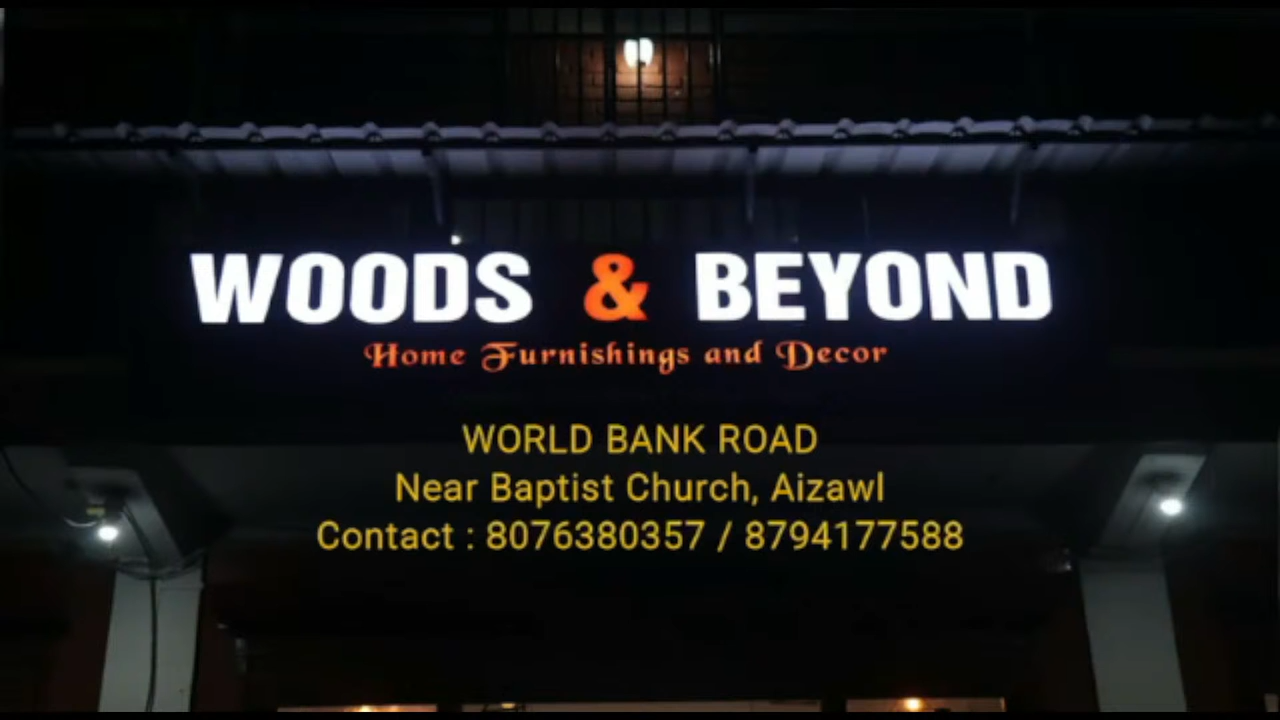 WOODS & BEYOND
Home Furnishings and Decor
WORLD BANK ROAD
Near Baptist Church, Aizawl
Contact : 8076380357 / 8794177588